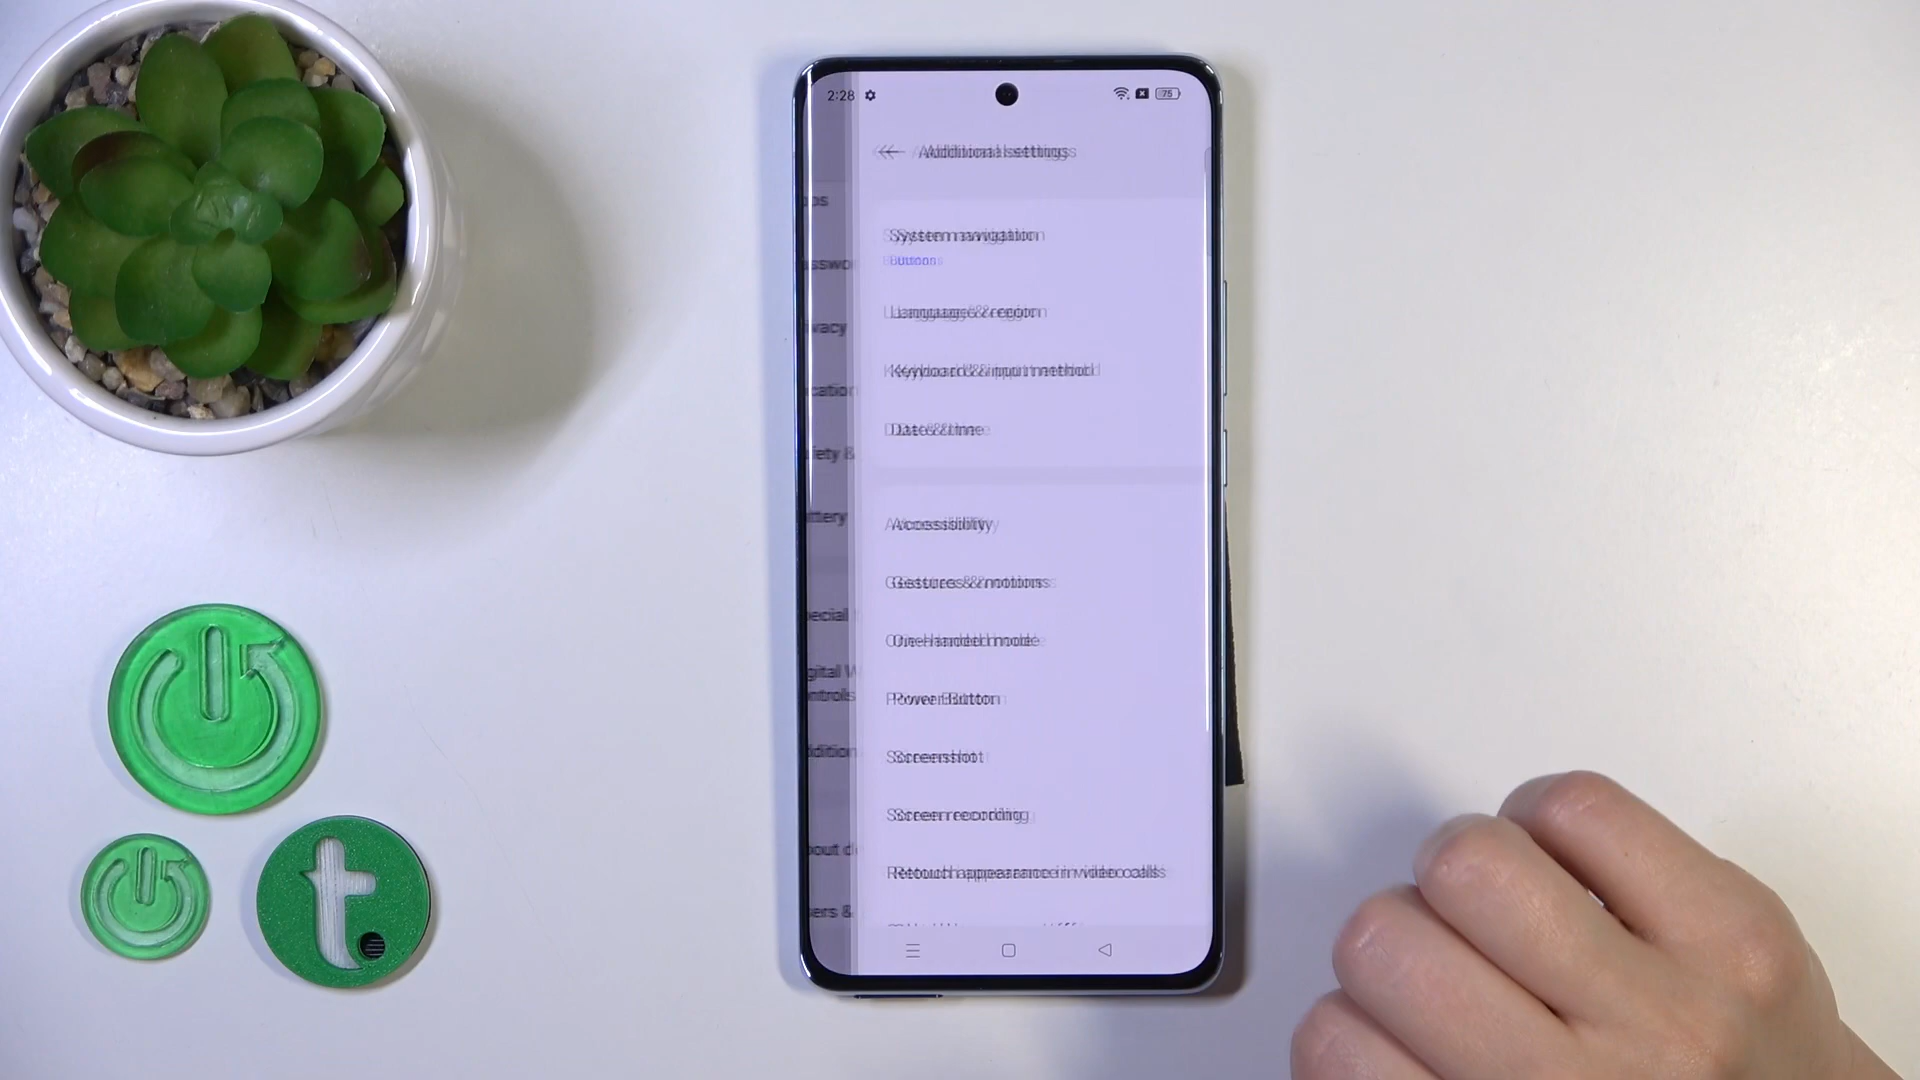 2:28
75
Additional settings
System navigation
Buttons
Language & region
Keyboard & input method
Date & time
Accessibility
Gestures & motions
One-handed mode
Power Button
Screenshot
Screen recording
Retouch appearance in video calls
t.